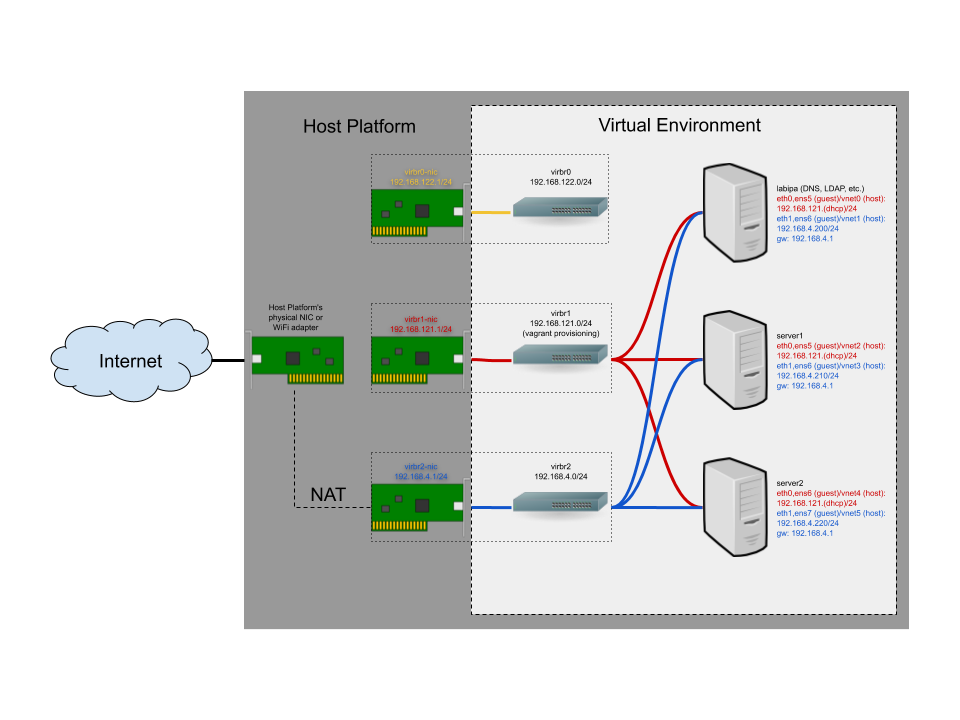 Host Platform
Virtual Environment
virbr0-nic
192.168.122.1/24
virbr0
192.168.122.0/24
labipa (DNS, LDAP, etc.)
eth0,ens5 (guest)/vnet0 (host):
192.168.121.(dhcp)/24
eth1,ens6 (guest)/vnet1 (host):
192.168.4.200/24
gw: 192.168.4.1
Host Platform's
physical NIC or
WiFi adapter
virbr1-nic
192.168.121.1/24
virbr1
192.168.121.0/24
(vagrant provisioning)
server1
eth0,ens5 (guest)/vnet2 (host):
192.168.121.(dhcp)/24
eth1,ens6 (guest)/vnet3 (host):
192.168.4.210/24
gw: 192.168.4.1
Internet
virbr2-nic
192.168.4.1/24
virbr2
192.168.4.0/24
NAT
server2
eth0,ens6 (guest)/vnet4 (host):
192.168.121.(dhcp)/24
eth1,ens7 (guest)/vnet5 (host):
192.168.4.220/24
gw: 192.168.4.1